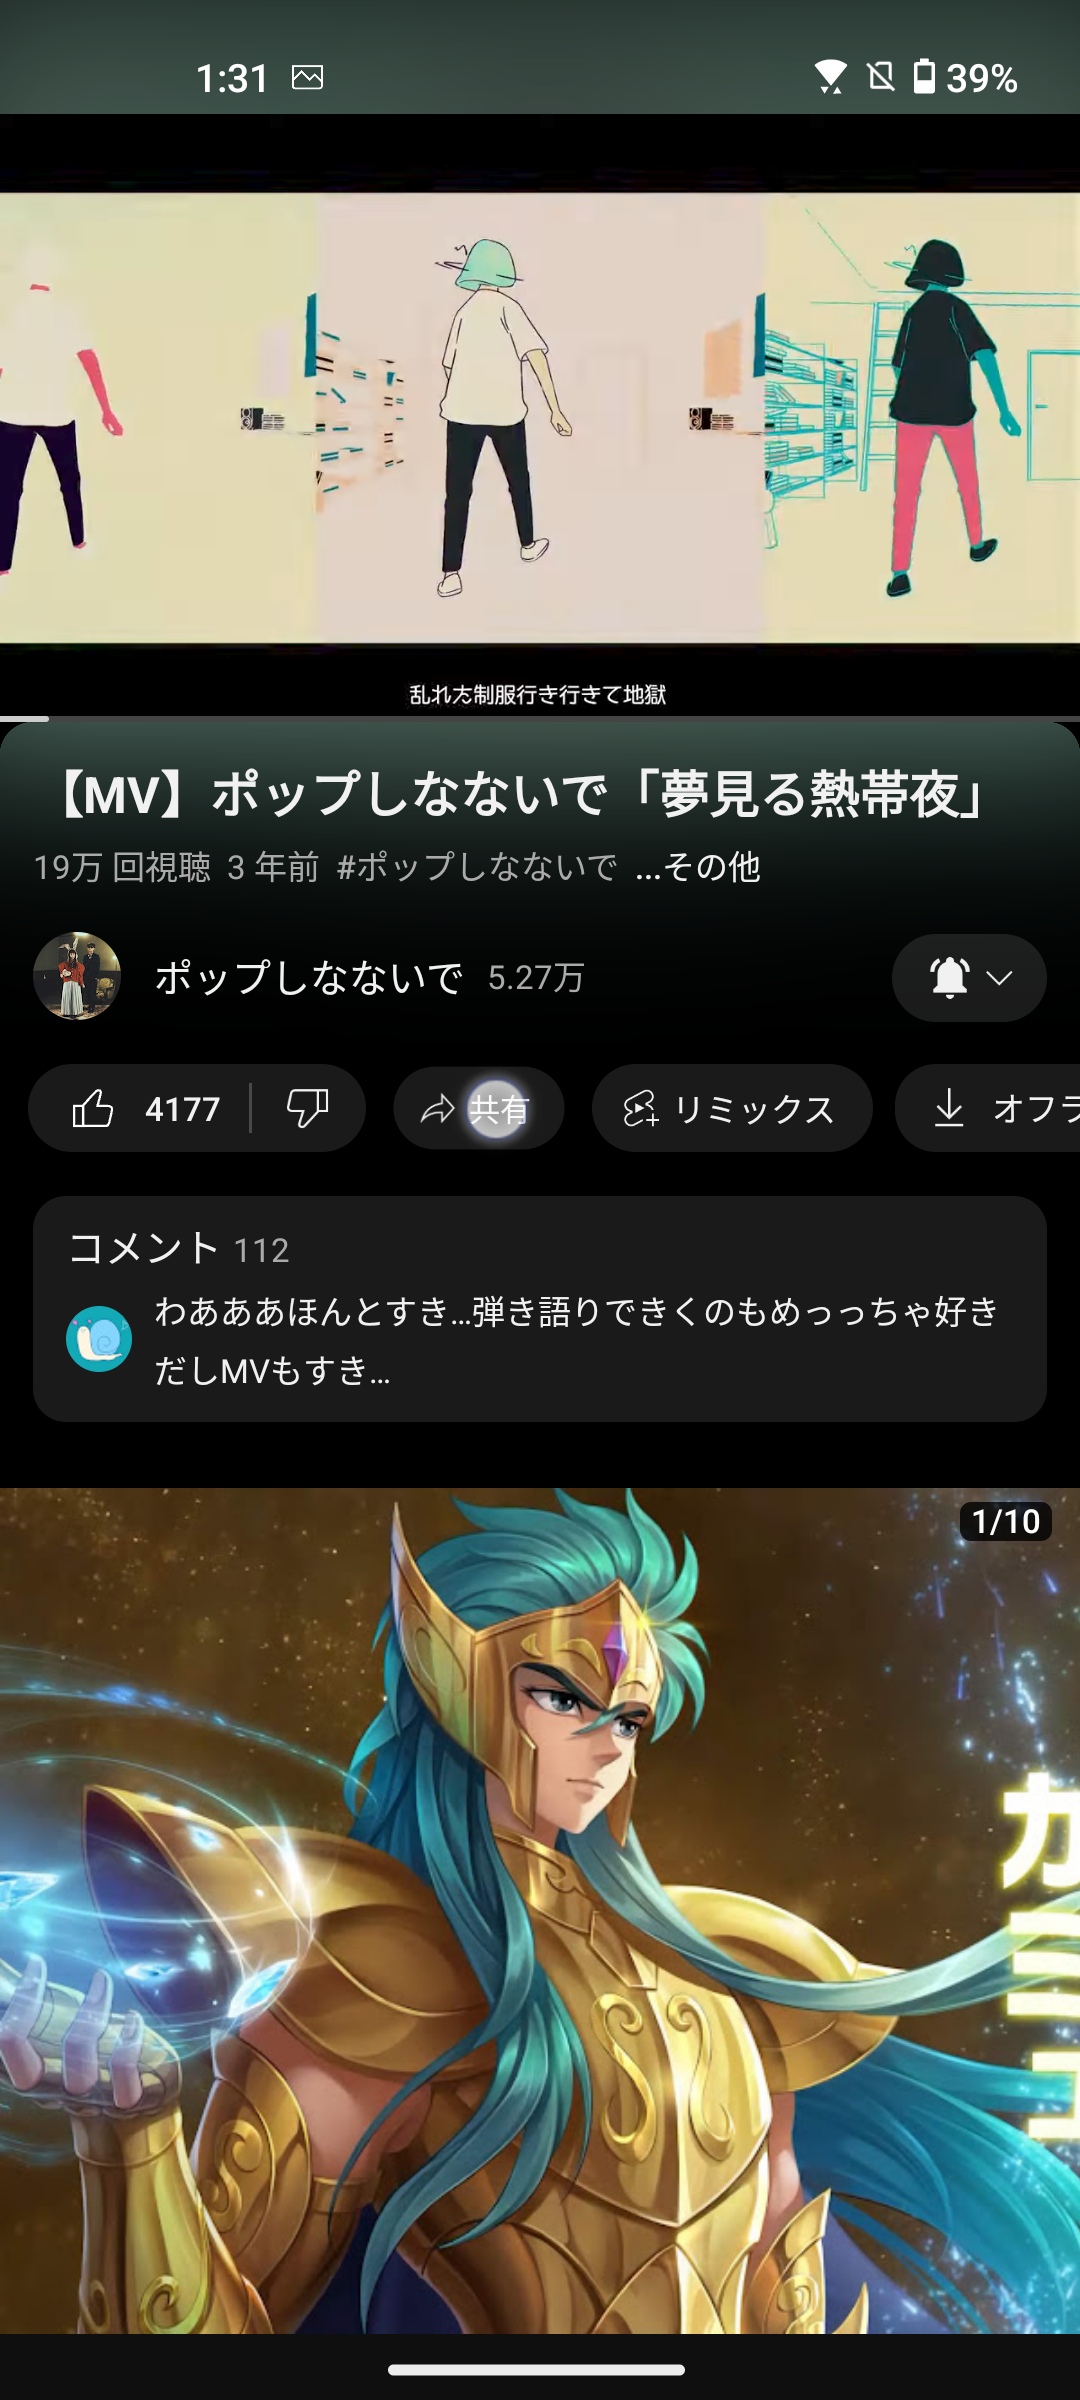 1:31
39%
乱れた制服行き行きて地獄
【MV】ポップしなないで「夢見る熱帯夜」
19万 回視聴 3 年前 #ポップしなないで ...その他
ポップしなないで 5.27万
4177 共有 リミックス オフラ
コメント 112
わあああほんとすき...弾き語りできくのもめっっちゃ好き
だしMVもすき...
1/10
カミュ